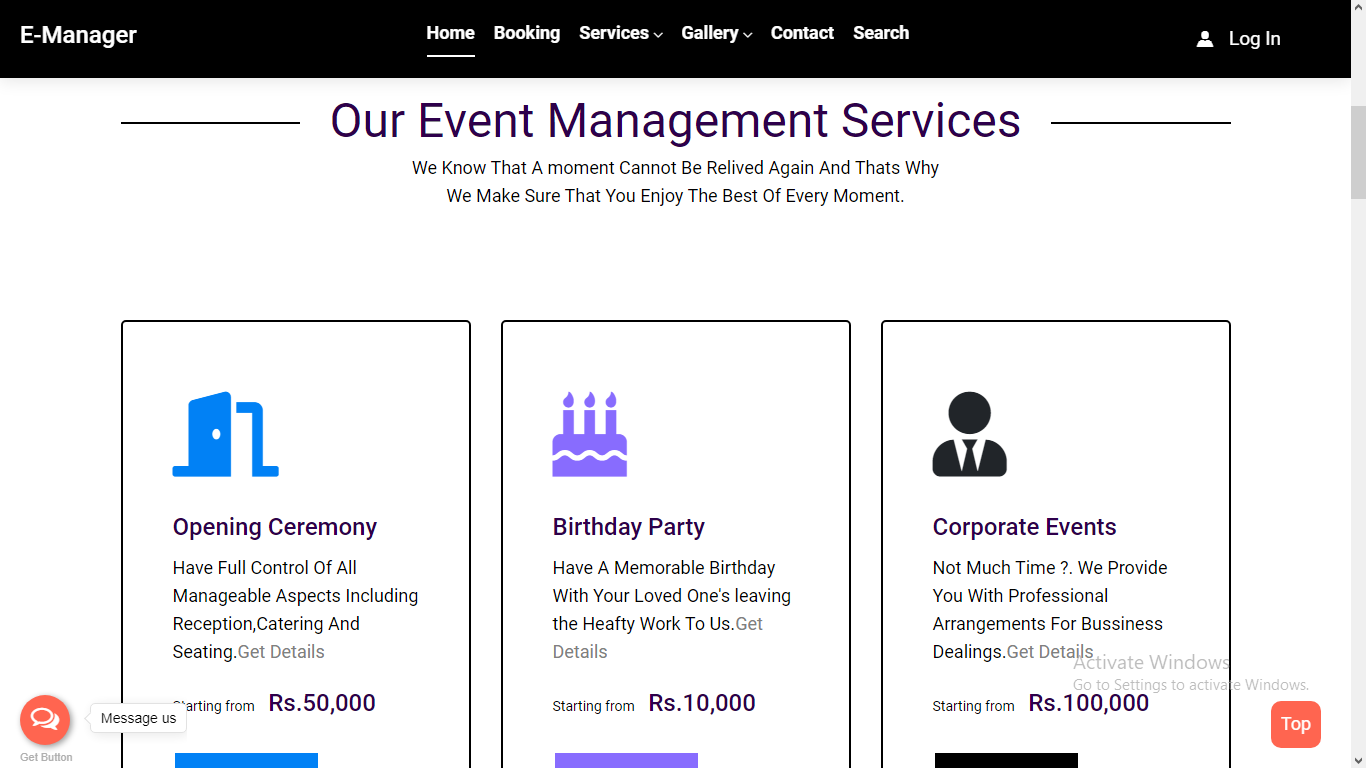 E-Manager
Home Booking Services Gallery Contact Search
Log In
Our Event Management Services
We Know That A moment Cannot Be Relived Again And Thats Why
We Make Sure That You Enjoy The Best Of Every Moment.
Opening Ceremony
Have Full Control Of All
Manageable Aspects Including
Reception,Catering And
Seating.Get Details
Starting from Rs.50,000
Birthday Party
Have A Memorable Birthday
With Your Loved One's leaving
the Heafty Work To Us.Get
Details
Starting from Rs.10,000
Corporate Events
Not Much Time ?. We Provide
You With Professional
Arrangements For Bussiness
Dealings.Get Details
Starting from Rs.100,000
Activate Windows
Go to Settings to activate Windows.
Message us
Get Button
Top